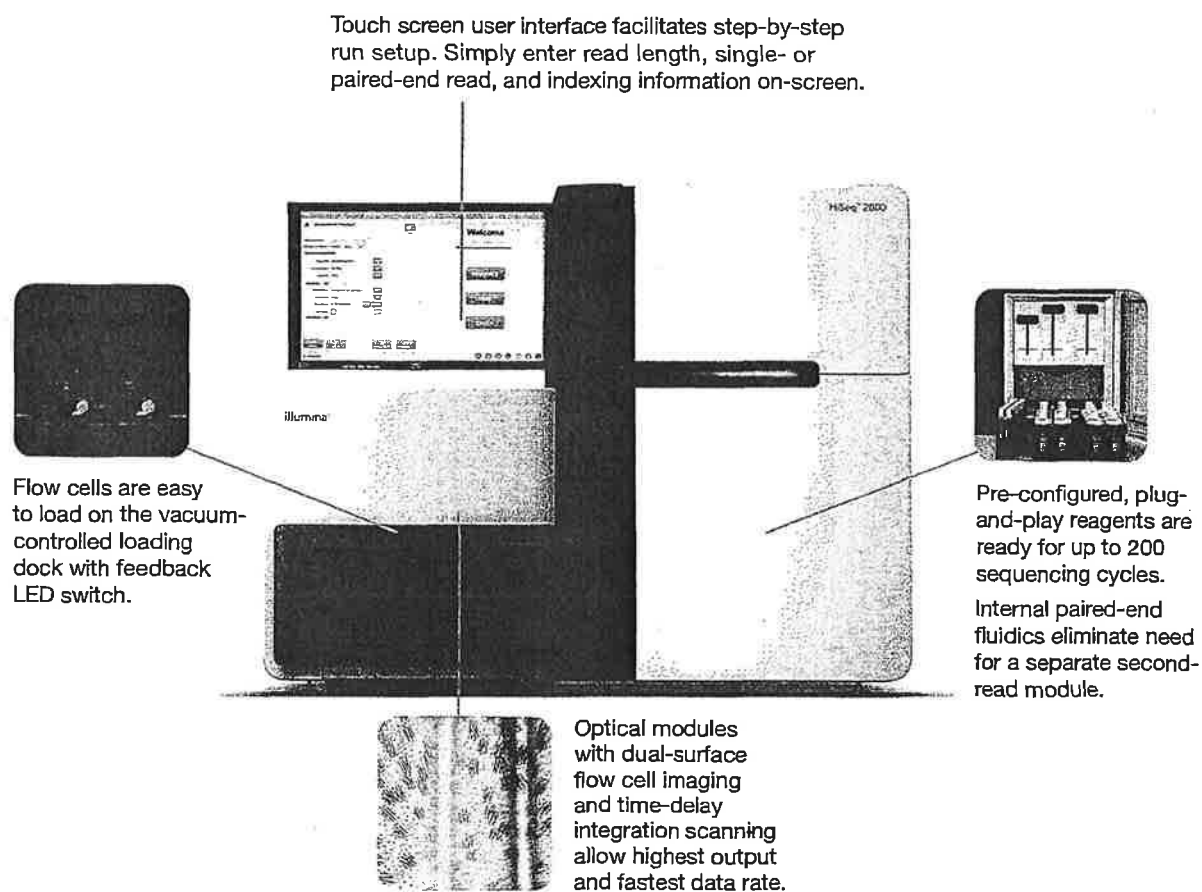 Touch screen user interface facilitates step-by-step
run setup. Simply enter read length, single- or
paired-end read, and indexing information on-screen.
HiSeq™ 2000
Welcome
illumina
Flow cells are easy
to load on the vacuum-
controlled loading
dock with feedback
LED switch.
Pre-configured, plug-
and-play reagents are
ready for up to 200
sequencing cycles.
Internal paired-end
fluidics eliminate need
for a separate second-
read module.
Optical modules
with dual-surface
flow cell imaging
and time-delay
integration scanning
allow highest output
and fastest data rate.